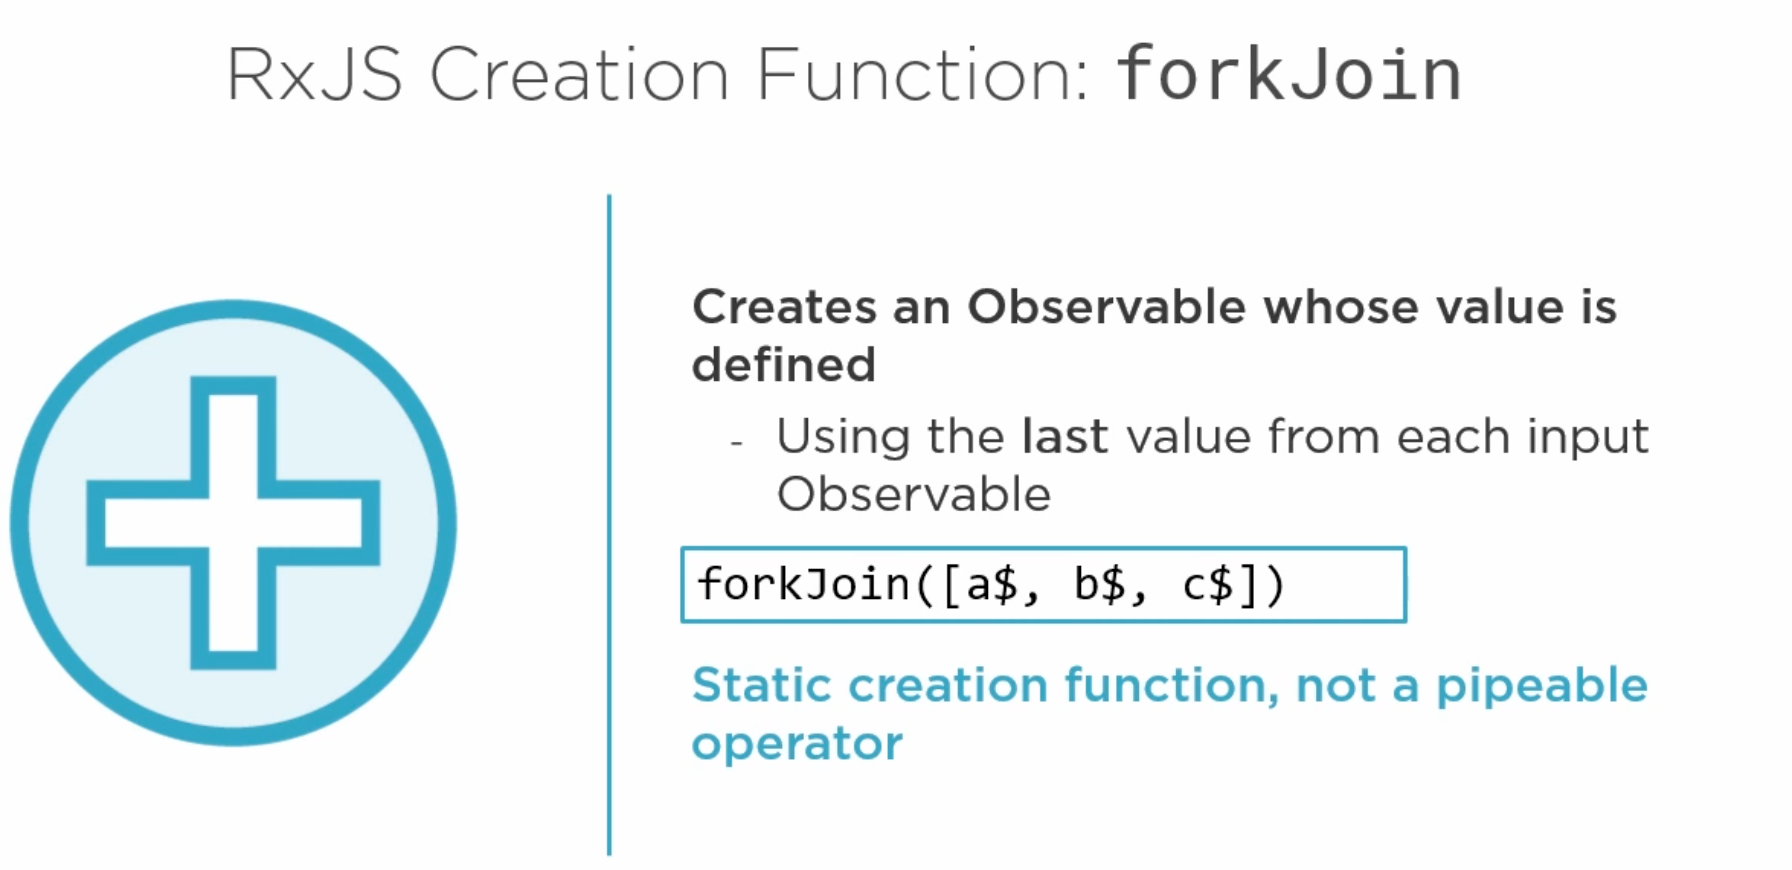 RxJS Creation Function: forkJoin
Creates an Observable whose value is
defined
- Using the last value from each input
Observable
forkJoin([a$, b$, c$])
Static creation function, not a pipeable
operator